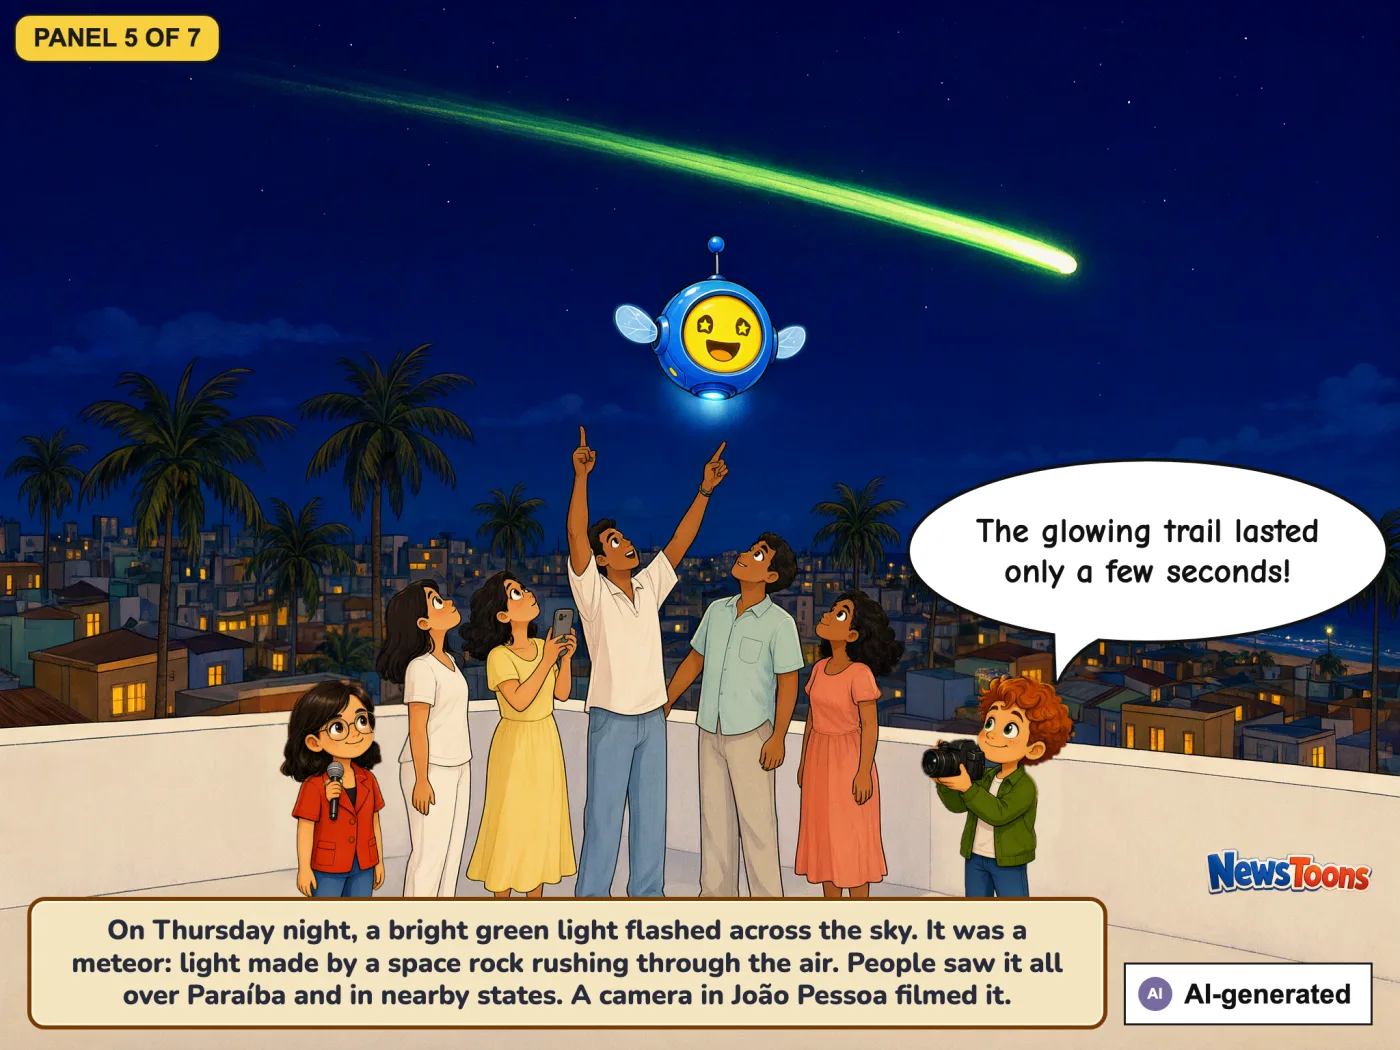 PANEL 5 OF 7
The glowing trail lasted
only a few seconds!
NEWSTOONS
On Thursday night, a bright green light flashed across the sky. It was a
meteor: light made by a space rock rushing through the air. People saw it all
over Paraíba and in nearby states. A camera in João Pessoa filmed it.
AI AI-generated